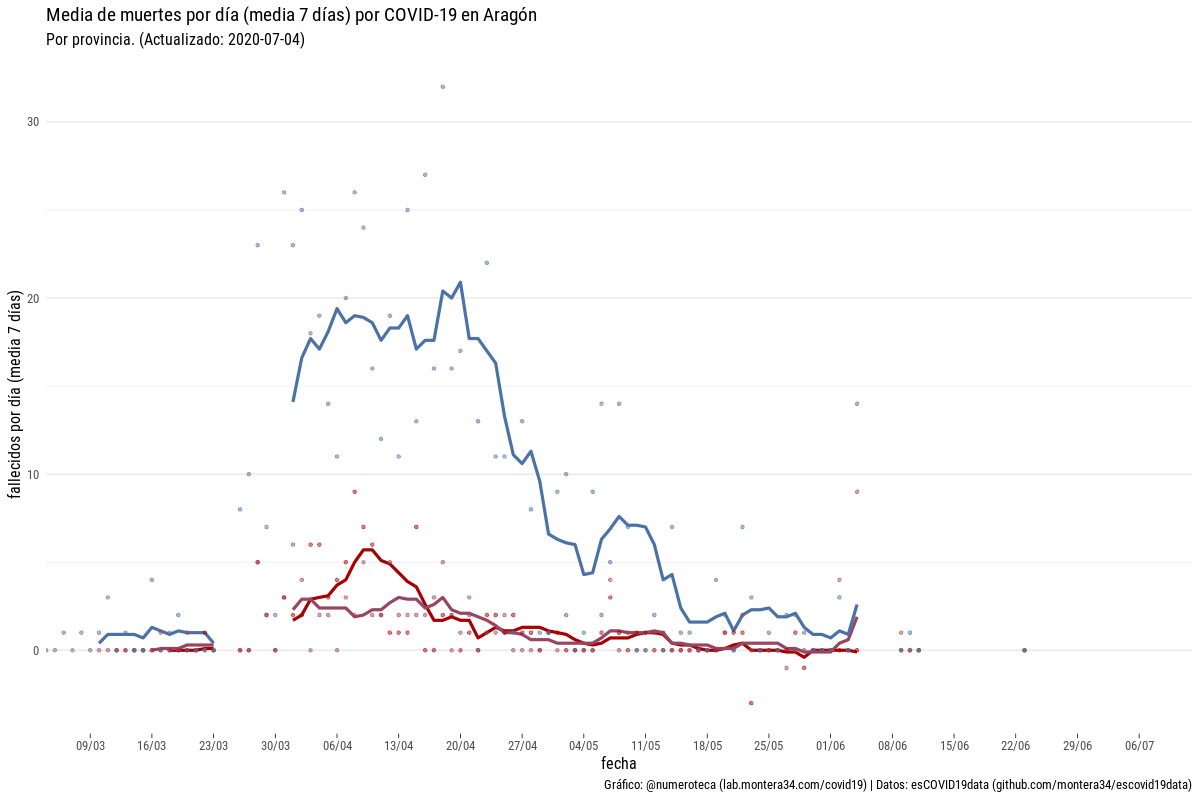 Media de muertes por día (media 7 días) por COVID-19 en Aragón
Por provincia. (Actualizado: 2020-07-04)
30
20
10
0
fallecidos por día (media 7 días)
09/03 16/03 23/03 30/03 06/04 13/04 20/04 27/04 04/05 11/05 18/05 25/05 01/06 08/06 15/06 22/06 29/06 06/07
fecha
Gráfico: @numeroteca (lab.montera34.com/covid19) | Datos: esCOVID19data (github.com/montera34/escovid19data)